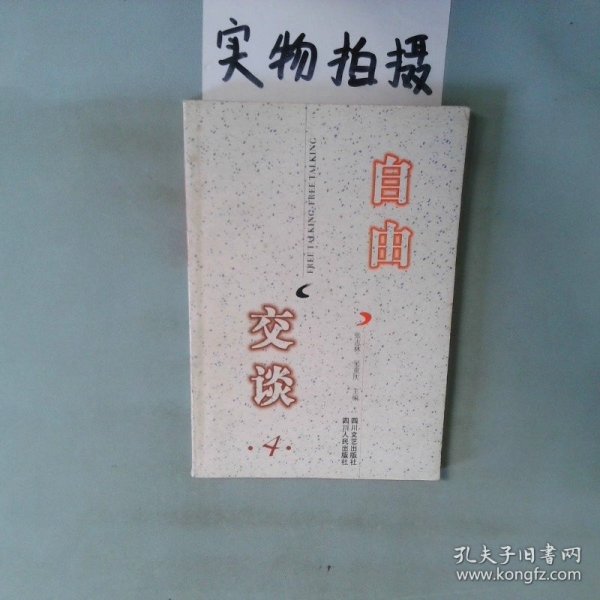 实物拍摄
自由
交谈
·4·
FREE TALKING·FREE TALKING
主编
四川文艺出版社
四川人民出版社
孔夫子旧书网
www.kongfz.com